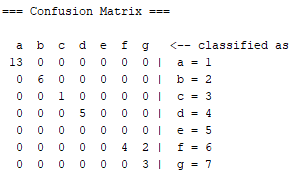 === Confusion Matrix ===
a b c d e f g <-- classified as
13 0 0 0 0 0 0 | a = 1
0 6 0 0 0 0 0 | b = 2
0 0 1 0 0 0 0 | c = 3
0 0 0 5 0 0 0 | d = 4
0 0 0 0 0 0 0 | e = 5
0 0 0 0 0 4 2 | f = 6
0 0 0 0 0 0 3 | g = 7